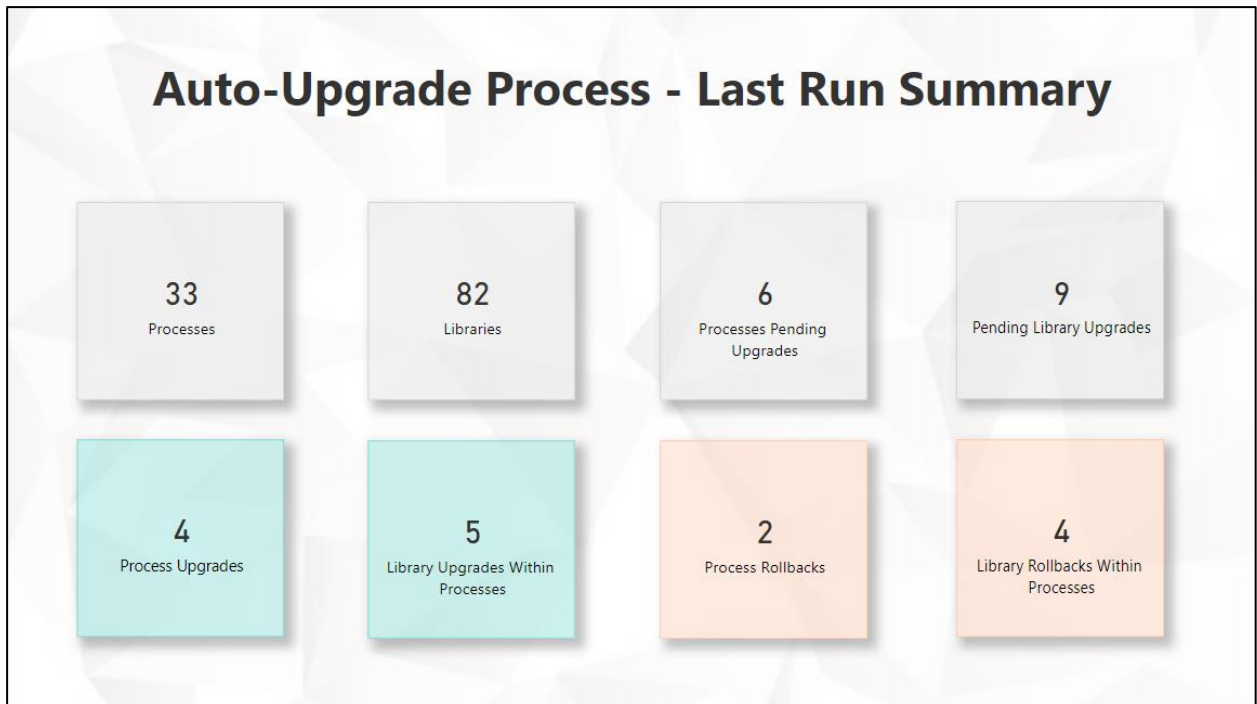 Auto-Upgrade Process - Last Run Summary
33
Processes
82
Libraries
6
Processes Pending
Upgrades
9
Pending Library Upgrades
4
Process Upgrades
5
Library Upgrades Within
Processes
2
Process Rollbacks
4
Library Rollbacks Within
Processes